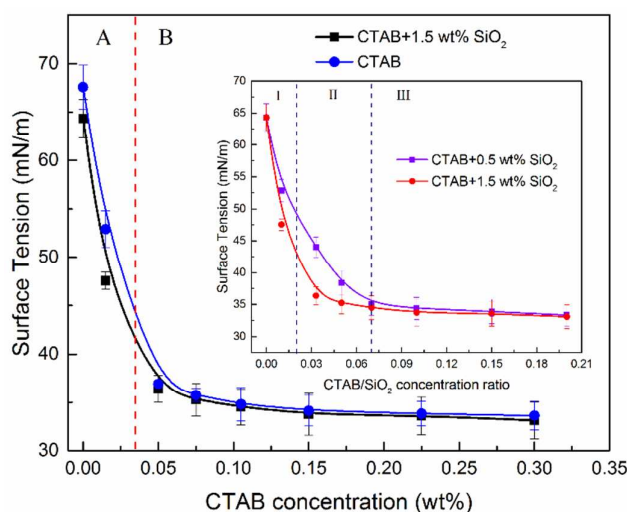 A B
CTAB+1.5 wt% SiO₂
CTAB
70
60
50
40
30
Surface Tension (mN/m)
0.00 0.05 0.10 0.15 0.20 0.25 0.30 0.35
CTAB concentration (wt%)
I II III
CTAB+0.5 wt% SiO₂
CTAB+1.5 wt% SiO₂
70
65
60
55
50
45
40
35
30
Surface Tension (mN/m)
0.00 0.03 0.06 0.09 0.12 0.15 0.18 0.21
CTAB/SiO₂ concentration ratio